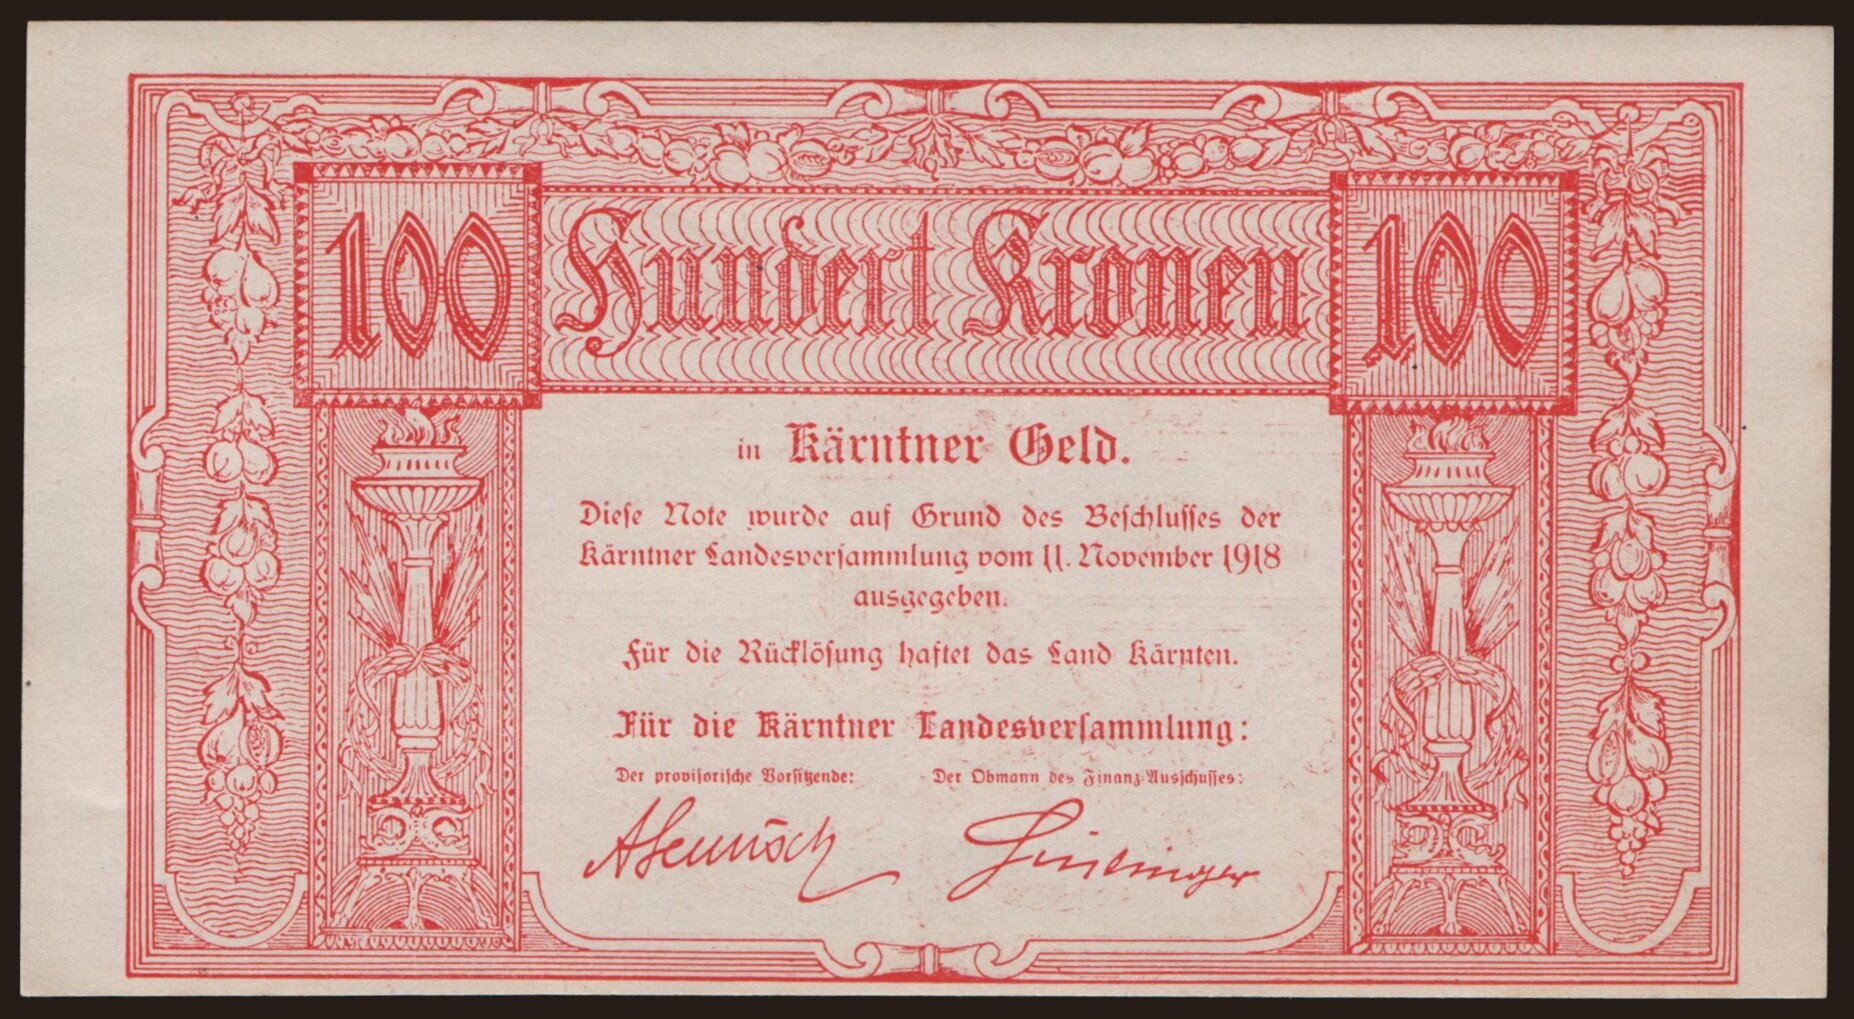 100 Hundert Kronen 100
in Kärntner Geld.
Diese Note wurde auf Grund des Beschlusses der
Kärntner Landesversammlung vom 11. November 1918
ausgegeben.
Für die Rücklösung haftet das Land Kärnten.
Für die Kärntner Landesversammlung:
Der provisorische Vorsitzende: Der Obmann des Finanz-Ausschusses: